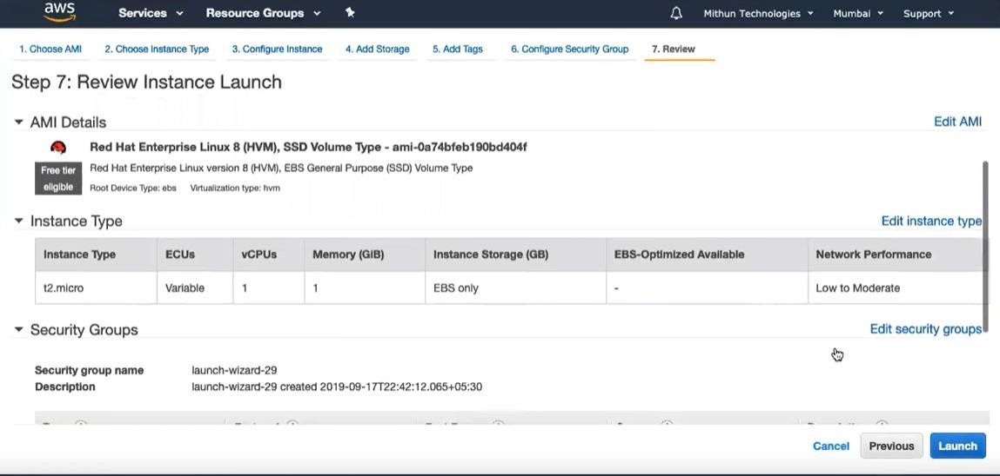 aws Services Resource Groups Mithun Technologies Mumbai Support
1. Choose AMI 2. Choose Instance Type 3. Configure Instance 4. Add Storage 5. Add Tags 6. Configure Security Group 7. Review
Step 7: Review Instance Launch
AMI Details Edit AMI
Red Hat Enterprise Linux 8 (HVM), SSD Volume Type - ami-0a74bfeb190bd404f
Free tier eligible
Red Hat Enterprise Linux version 8 (HVM), EBS General Purpose (SSD) Volume Type
Root Device Type: ebs Virtualization type: hvm
Instance Type Edit instance type
Instance Type ECUs vCPUs Memory (GiB) Instance Storage (GB) EBS-Optimized Available Network Performance
t2.micro Variable 1 1 EBS only - Low to Moderate
Security Groups Edit security groups
Security group name launch-wizard-29
Description launch-wizard-29 created 2019-09-17T22:42:12.065+05:30
Cancel Previous Launch